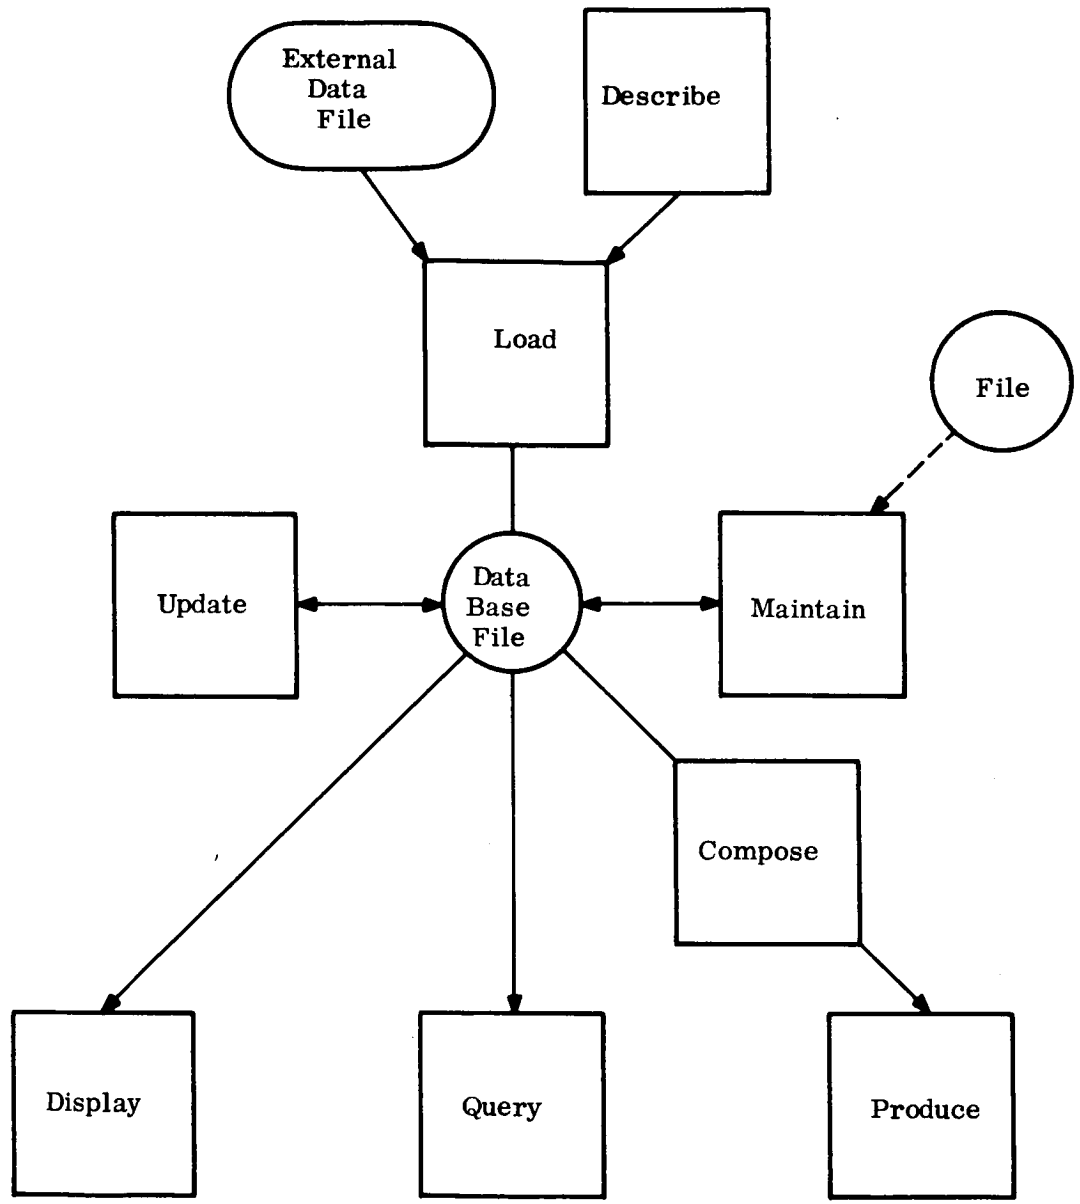 External
Data
File
Describe
Load
File
Update
Data
Base
File
Maintain
Compose
Display
Query
Produce